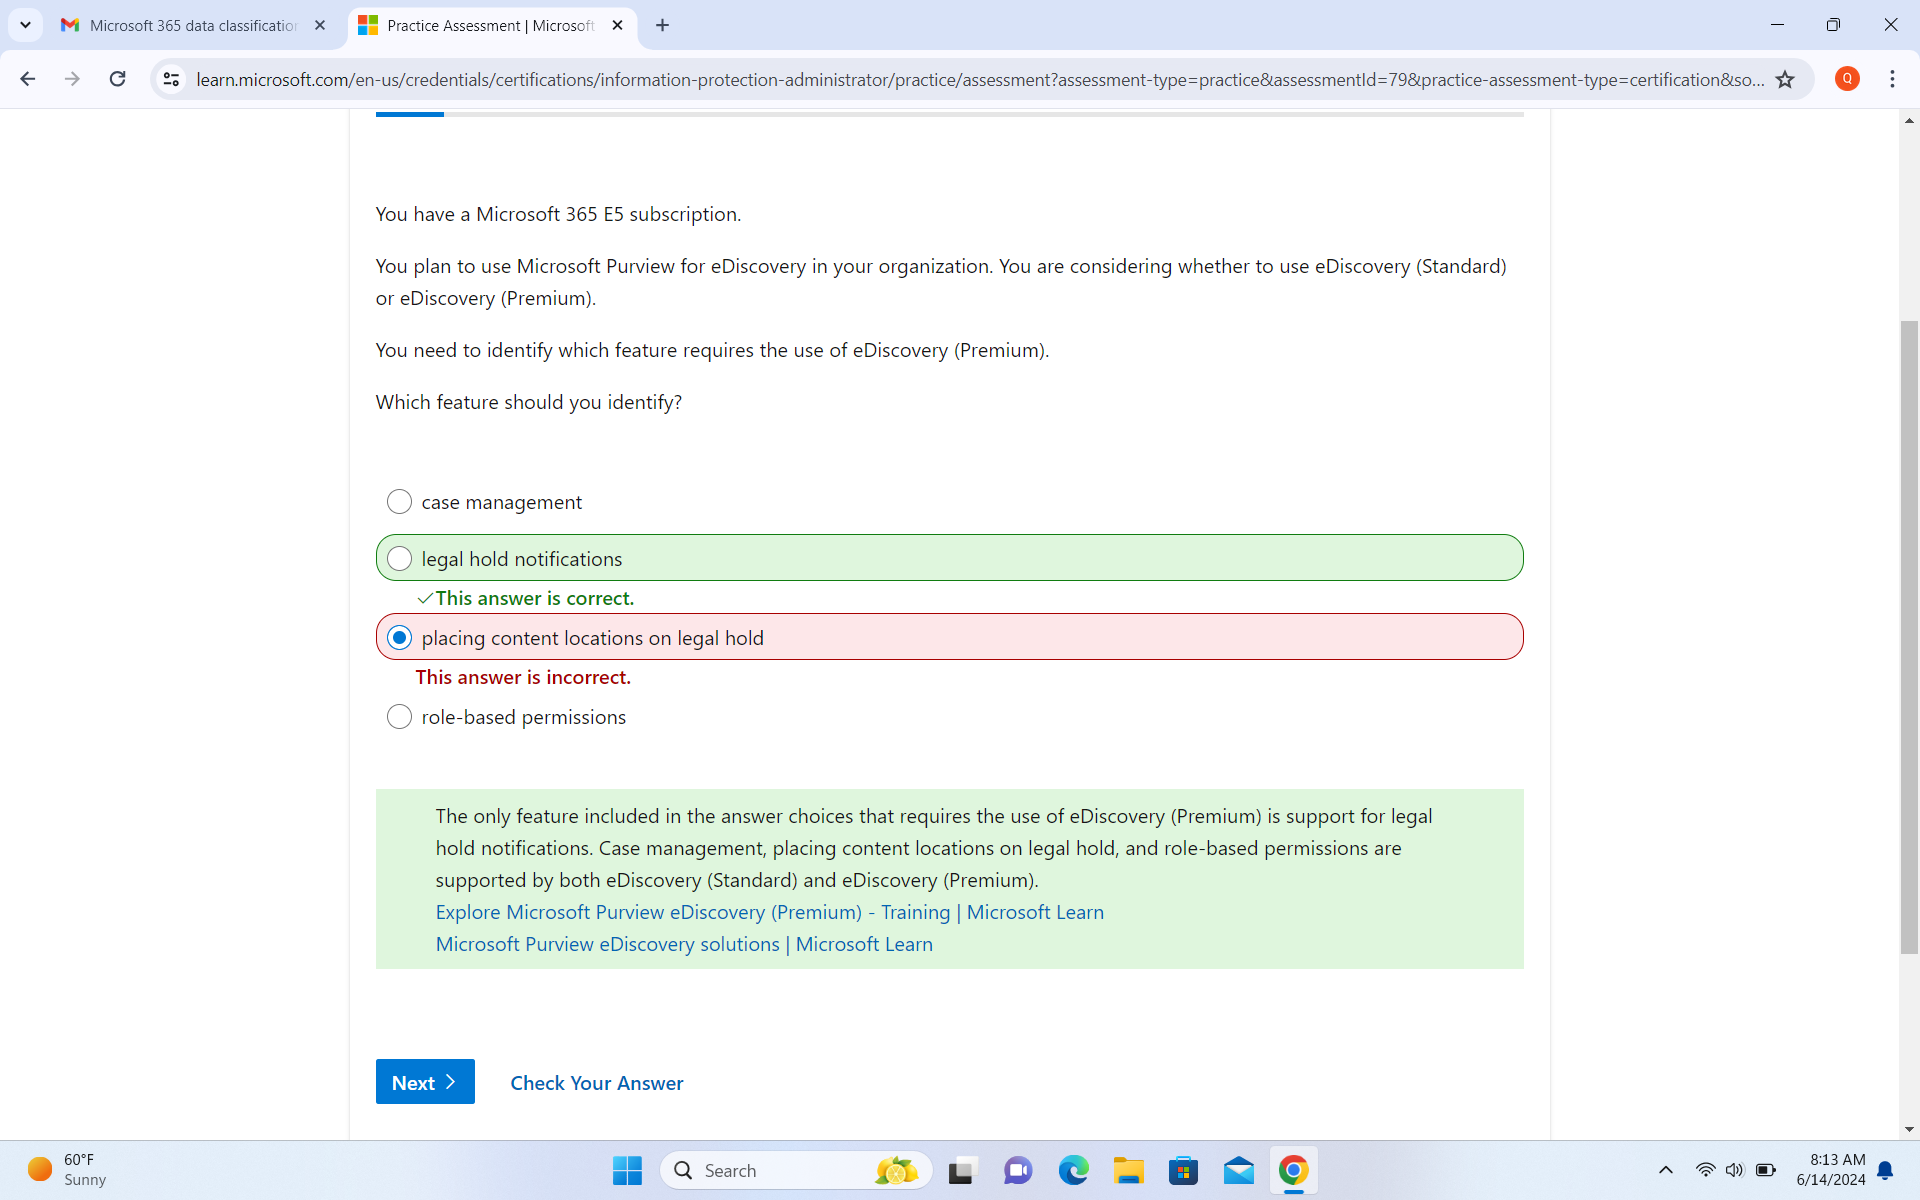 Microsoft 365 data classification
Practice Assessment | Microsoft
learn.microsoft.com/en-us/credentials/certifications/information-protection-administrator/practice/assessment?assessment-type=practice&assessmentId=79&practice-assessment-type=certification&so...
Q
You have a Microsoft 365 E5 subscription.
You plan to use Microsoft Purview for eDiscovery in your organization. You are considering whether to use eDiscovery (Standard)
or eDiscovery (Premium).
You need to identify which feature requires the use of eDiscovery (Premium).
Which feature should you identify?
case management
legal hold notifications
This answer is correct.
placing content locations on legal hold
This answer is incorrect.
role-based permissions
The only feature included in the answer choices that requires the use of eDiscovery (Premium) is support for legal
hold notifications. Case management, placing content locations on legal hold, and role-based permissions are
supported by both eDiscovery (Standard) and eDiscovery (Premium).
Explore Microsoft Purview eDiscovery (Premium) - Training | Microsoft Learn
Microsoft Purview eDiscovery solutions | Microsoft Learn
Next
Check Your Answer
60°F
Sunny
Search
8:13 AM
6/14/2024